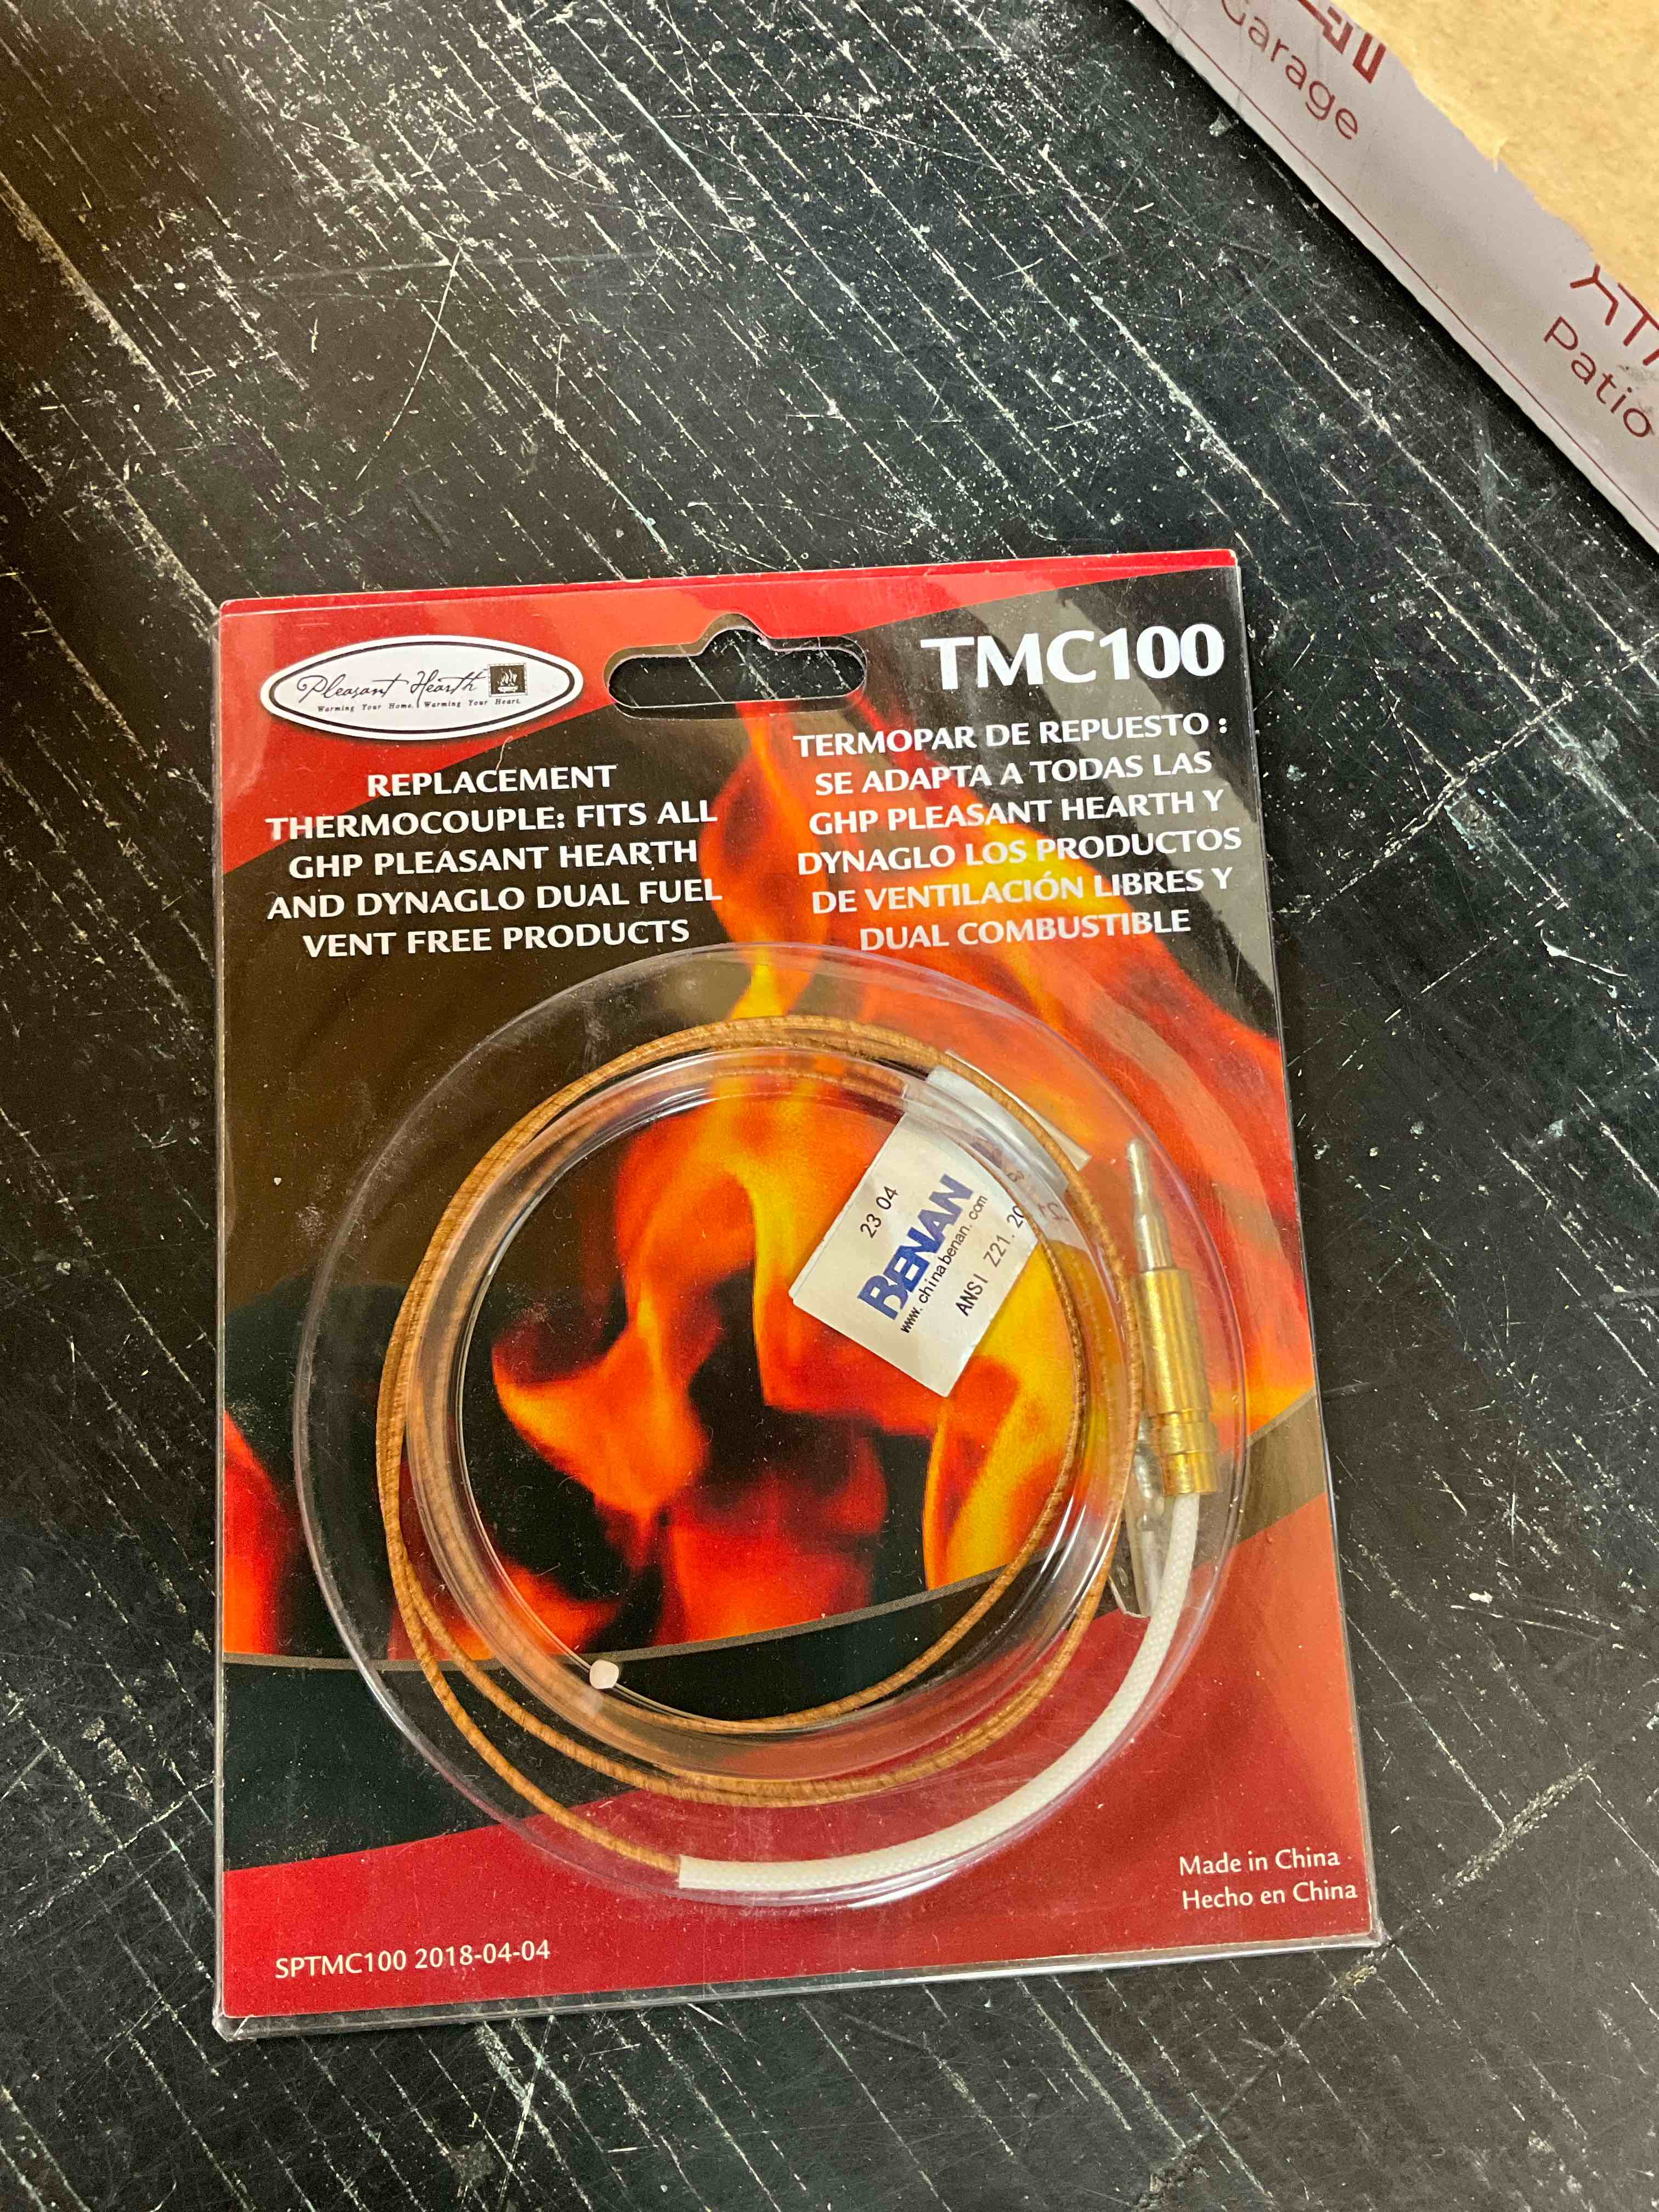 Garage
Patio
Pleasant Hearth
Warming Your Home, Warming Your Heart.
TMC100
REPLACEMENT
THERMOCOUPLE: FITS ALL
GHP PLEASANT HEARTH
AND DYNAGLO DUAL FUEL
VENT FREE PRODUCTS
TERMOPAR DE REPUESTO :
SE ADAPTA A TODAS LAS
GHP PLEASANT HEARTH Y
DYNAGLO LOS PRODUCTOS
DE VENTILACIÓN LIBRES Y
DUAL COMBUSTIBLE
23 04
BENAN
www.chinabenan.com
ANSI Z21.20
Made in China
Hecho en China
SPTMC100 2018-04-04